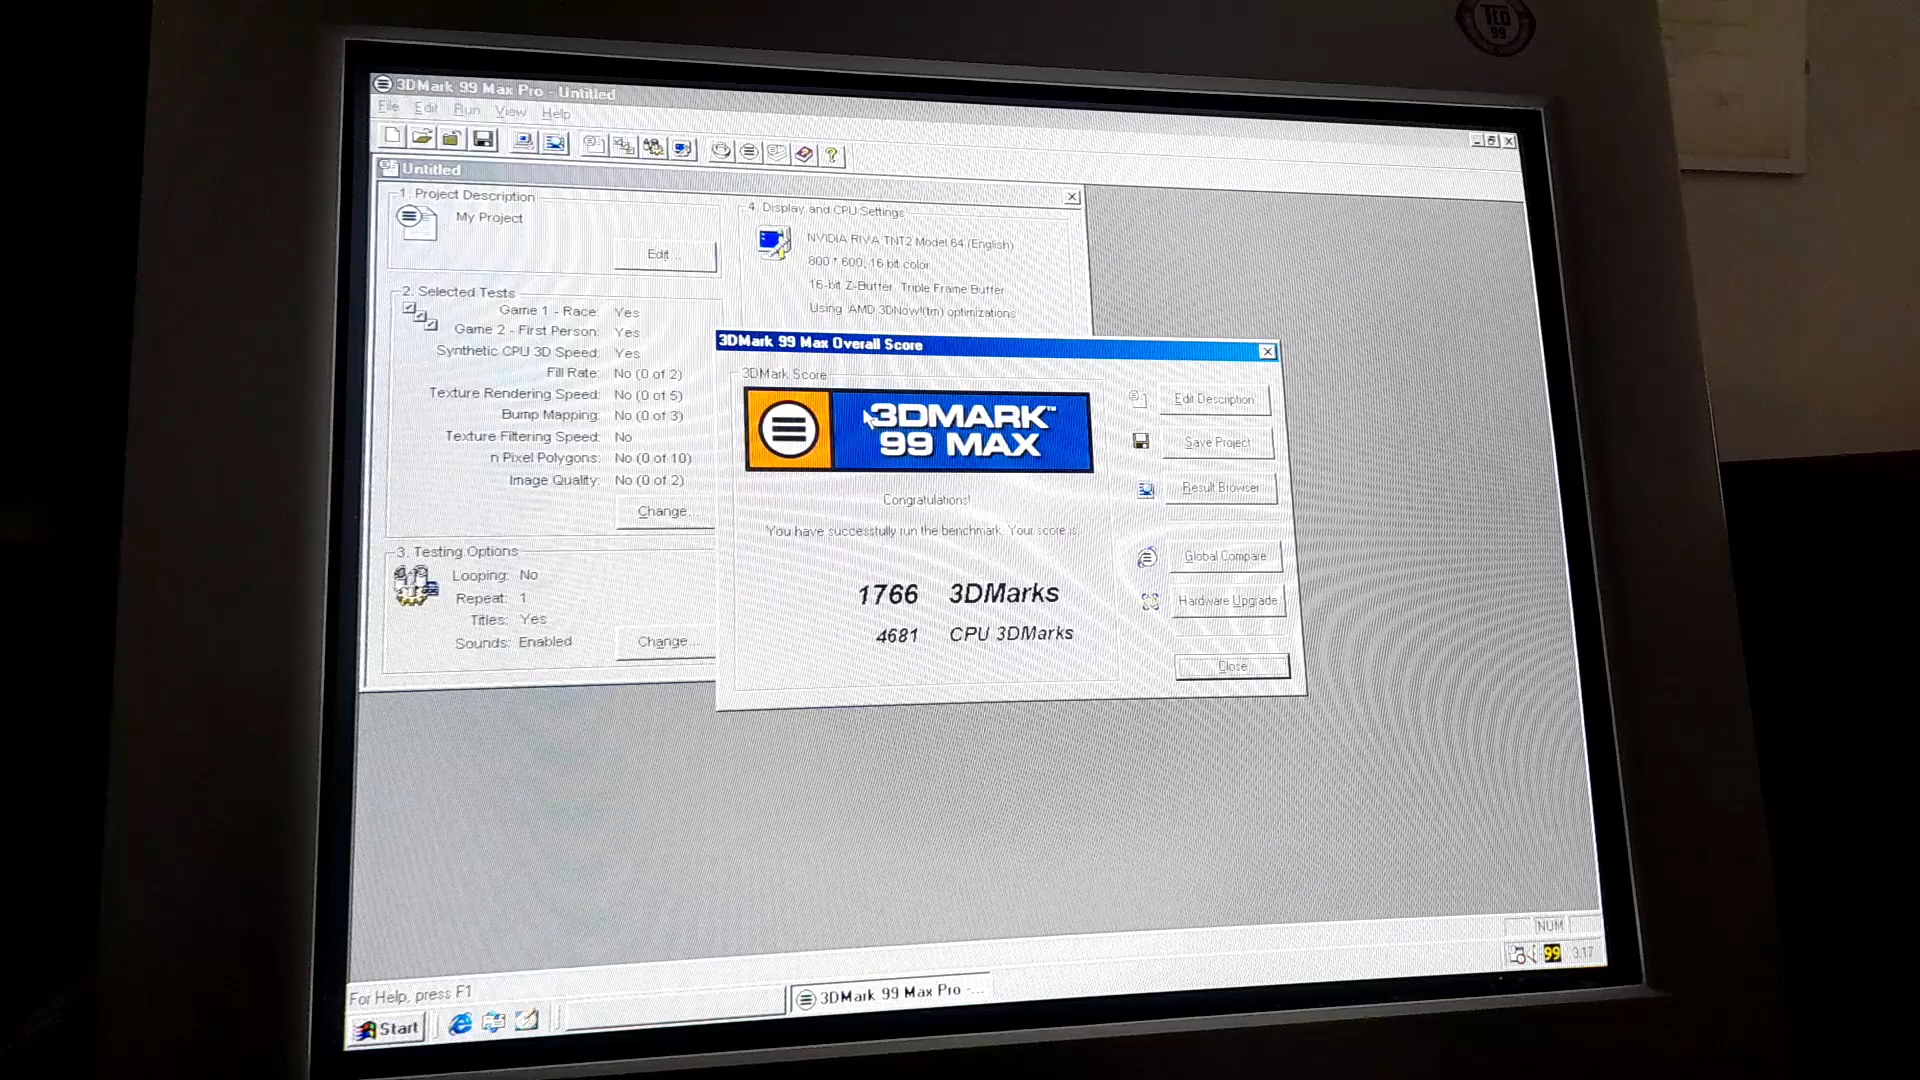 TCO
99
3DMark 99 Max Pro - Untitled
File Edit Run View Help
Untitled
1. Project Description
My Project
Edit...
2. Selected Tests
Game 1 - Race: Yes
Game 2 - First Person: Yes
Synthetic CPU 3D Speed: Yes
Fill Rate: No (0 of 2)
Texture Rendering Speed: No (0 of 5)
Bump Mapping: No (0 of 3)
Texture Filtering Speed: No
n Pixel Polygons: No (0 of 10)
Image Quality: No (0 of 2)
Change...
3. Testing Options
Looping: No
Repeat: 1
Titles: Yes
Sounds: Enabled
Change...
4. Display and CPU Settings
NVIDIA RIVA TNT2 Model 64 (English)
800 * 600, 16 bit color
16-bit Z-Buffer Triple Frame Buffer
Using AMD 3DNow!(tm) optimizations
3DMark 99 Max Overall Score
3DMark Score
3DMARK™
99 MAX
Congratulations!
You have successfully run the benchmark. Your score is:
1766 3DMarks
4681 CPU 3DMarks
Edit Description
Save Project
Result Browser
Global Compare
Hardware Upgrade
Close
For Help, press F1
NUM
Start
3DMark 99 Max Pro -...
99
3.17